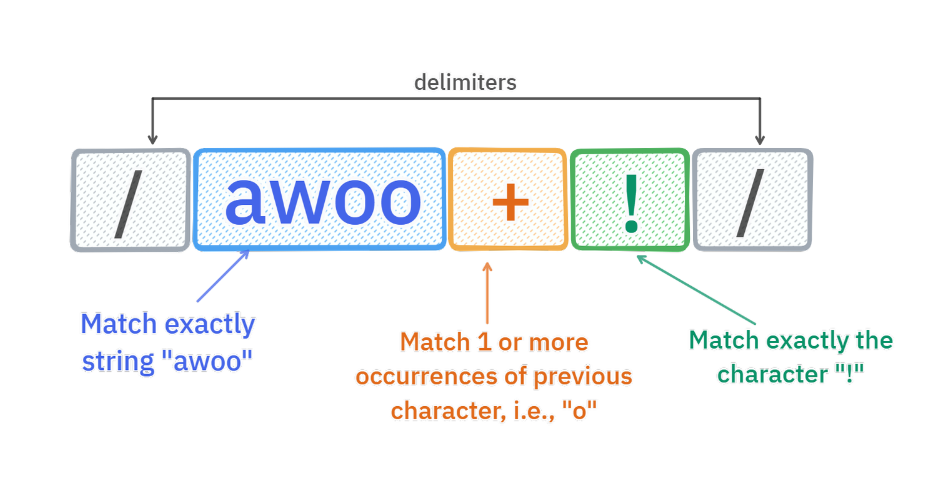 delimiters
/ awoo + ! /
Match exactly
string "awoo"
Match 1 or more
occurrences of previous
character, i.e., "o"
Match exactly the
character "!"